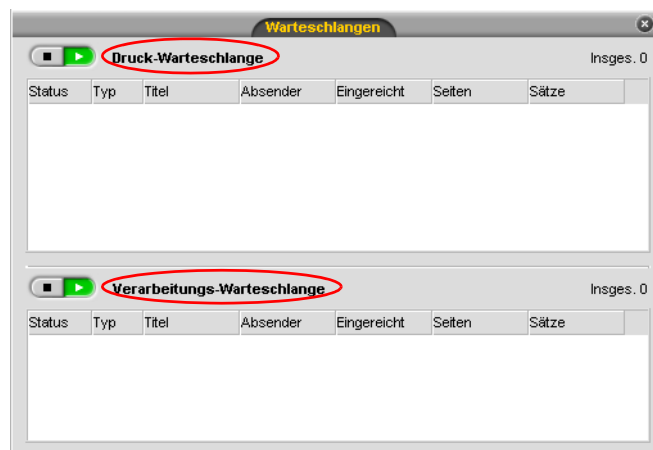 Warteschlangen
Druck-Warteschlange Insges. 0
Status Typ Titel Absender Eingereicht Seiten Sätze
Verarbeitungs-Warteschlange Insges. 0
Status Typ Titel Absender Eingereicht Seiten Sätze